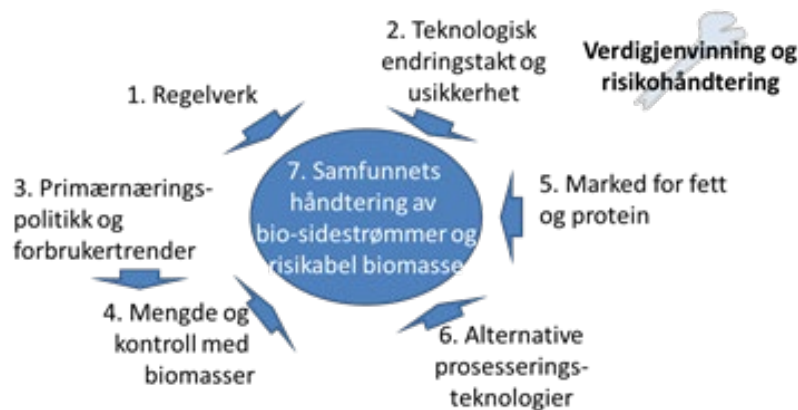 2. Teknologisk
endringstakt og
usikkerhet
Verdigjenvinning og
risikohåndtering
1. Regelverk
7. Samfunnets
håndtering av
bio-sidestrømmer og
risikabel biomasse
3. Primærnærings-
politikk og
forbrukertrender
5. Marked for fett
og protein
4. Mengde og
kontroll med
biomasser
6. Alternative
prosesserings-
teknologier